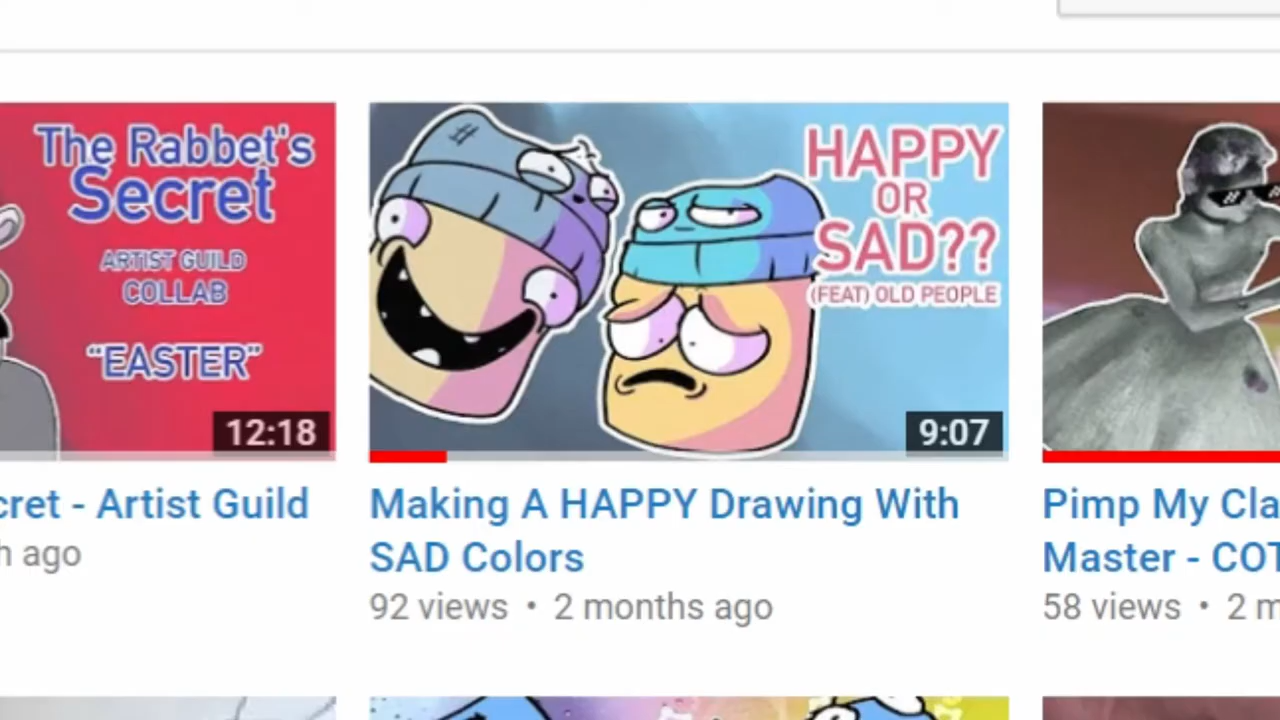 The Rabbet's
Secret
ARTIST GUILD
COLLAB
"EASTER"
12:18
cret - Artist Guild
h ago
HAPPY
OR
SAD??
(FEAT) OLD PEOPLE
9:07
Making A HAPPY Drawing With
SAD Colors
92 views • 2 months ago
Pimp My Cla
Master - COT
58 views • 2 m